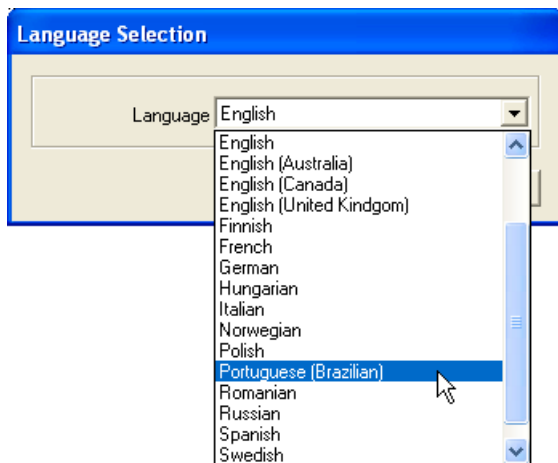 Language Selection
Language English
English
English (Australia)
English (Canada)
English (United Kindgom)
Finnish
French
German
Hungarian
Italian
Norwegian
Polish
Portuguese (Brazilian)
Romanian
Russian
Spanish
Swedish